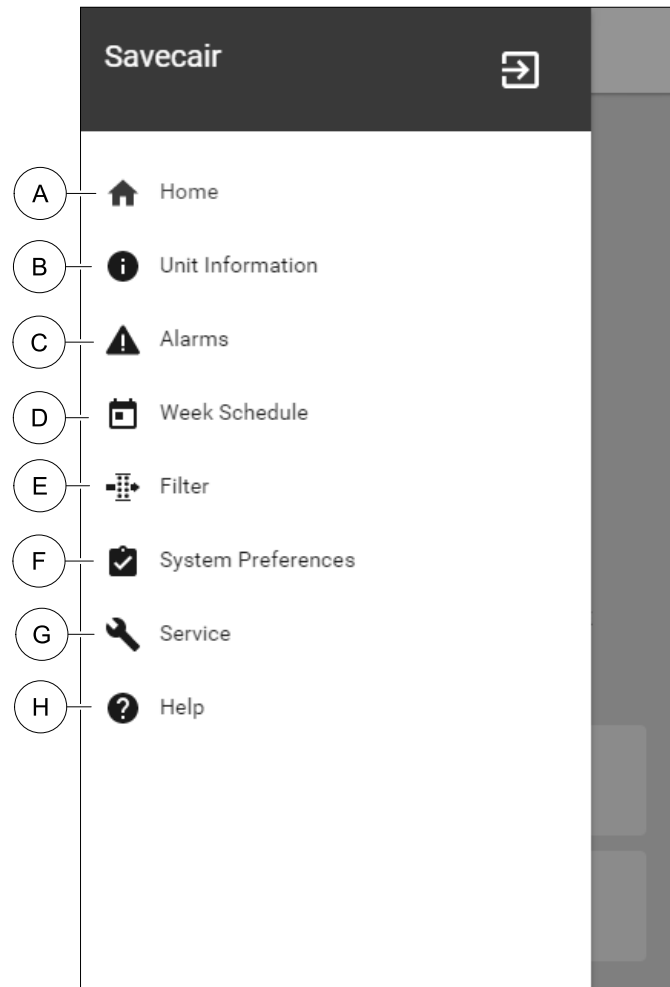 Savecair
A Home
B Unit Information
C Alarms
D Week Schedule
E Filter
F System Preferences
G Service
H Help